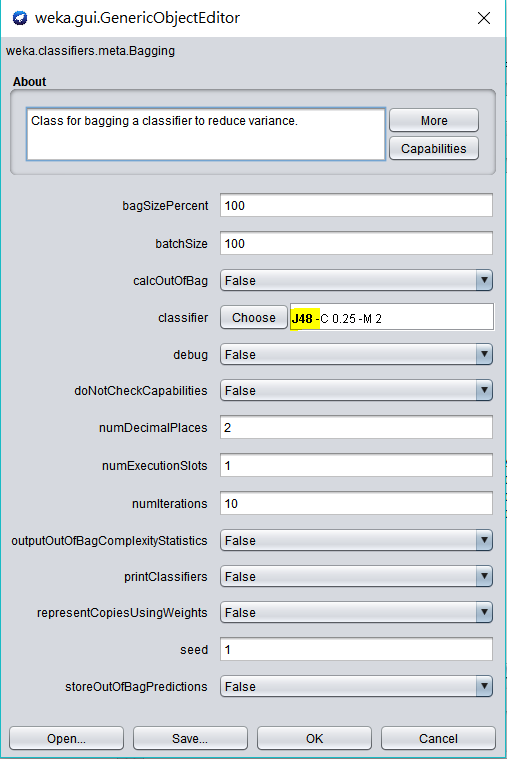 weka.gui.GenericObjectEditor
weka.classifiers.meta.Bagging
About
Class for bagging a classifier to reduce variance.
More
Capabilities
bagSizePercent 100
batchSize 100
calcOutOfBag False
classifier Choose J48 -C 0.25 -M 2
debug False
doNotCheckCapabilities False
numDecimalPlaces 2
numExecutionSlots 1
numIterations 10
outputOutOfBagComplexityStatistics False
printClassifiers False
representCopiesUsingWeights False
seed 1
storeOutOfBagPredictions False
Open... Save... OK Cancel